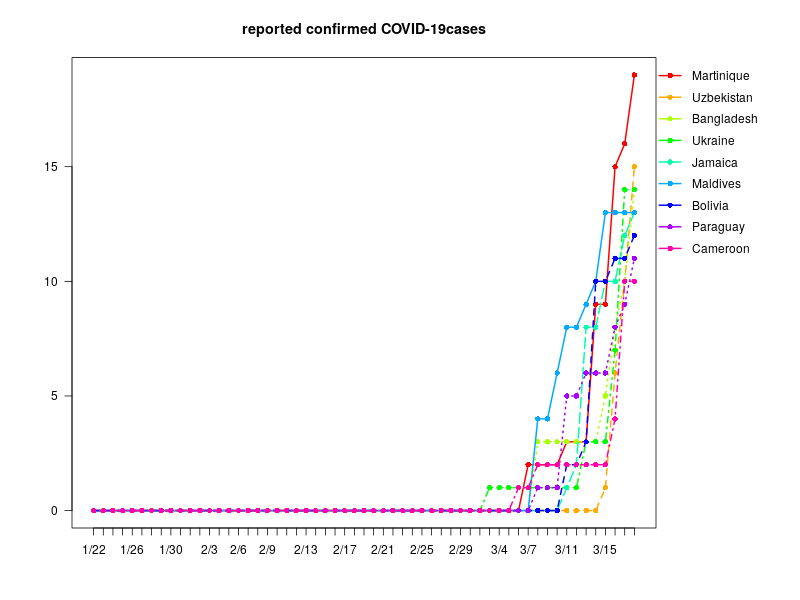 reported confirmed COVID-19cases
Martinique
Uzbekistan
Bangladesh
Ukraine
Jamaica
Maldives
Bolivia
Paraguay
Cameroon
15
10
5
0
1/22 1/26 1/30 2/3 2/6 2/9 2/13 2/17 2/21 2/25 2/29 3/4 3/7 3/11 3/15